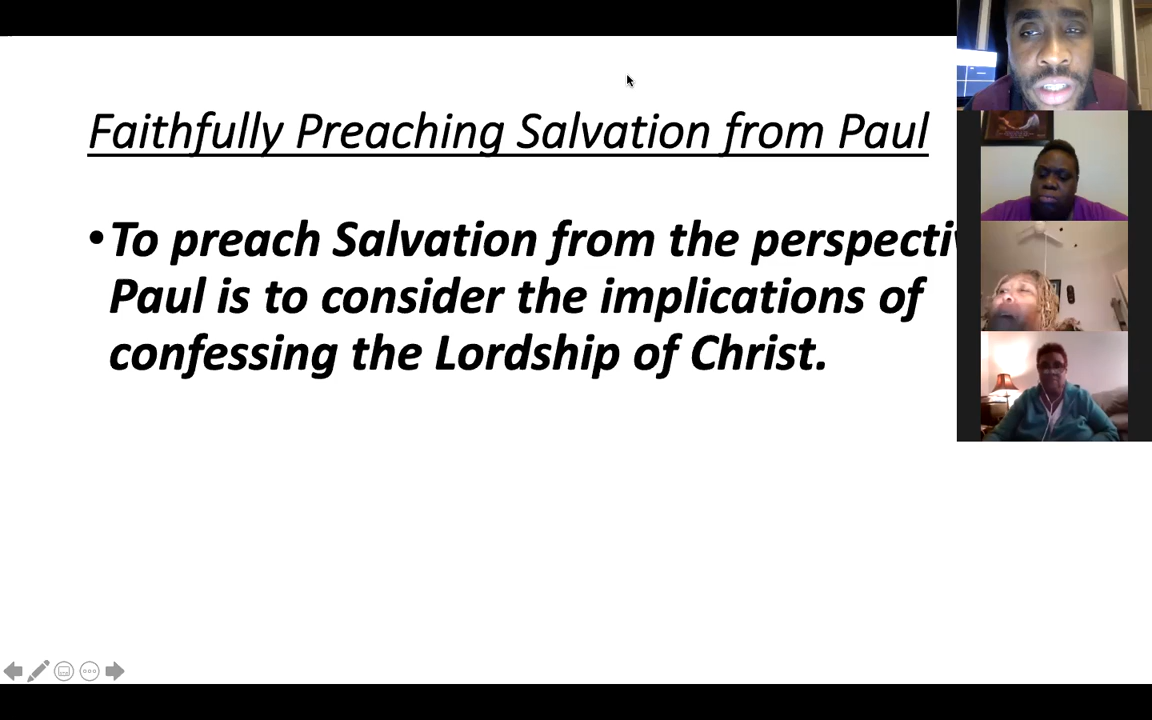 Faithfully Preaching Salvation from Paul
•To preach Salvation from the
Paul is to consider the implications of
confessing the Lordship of Christ.